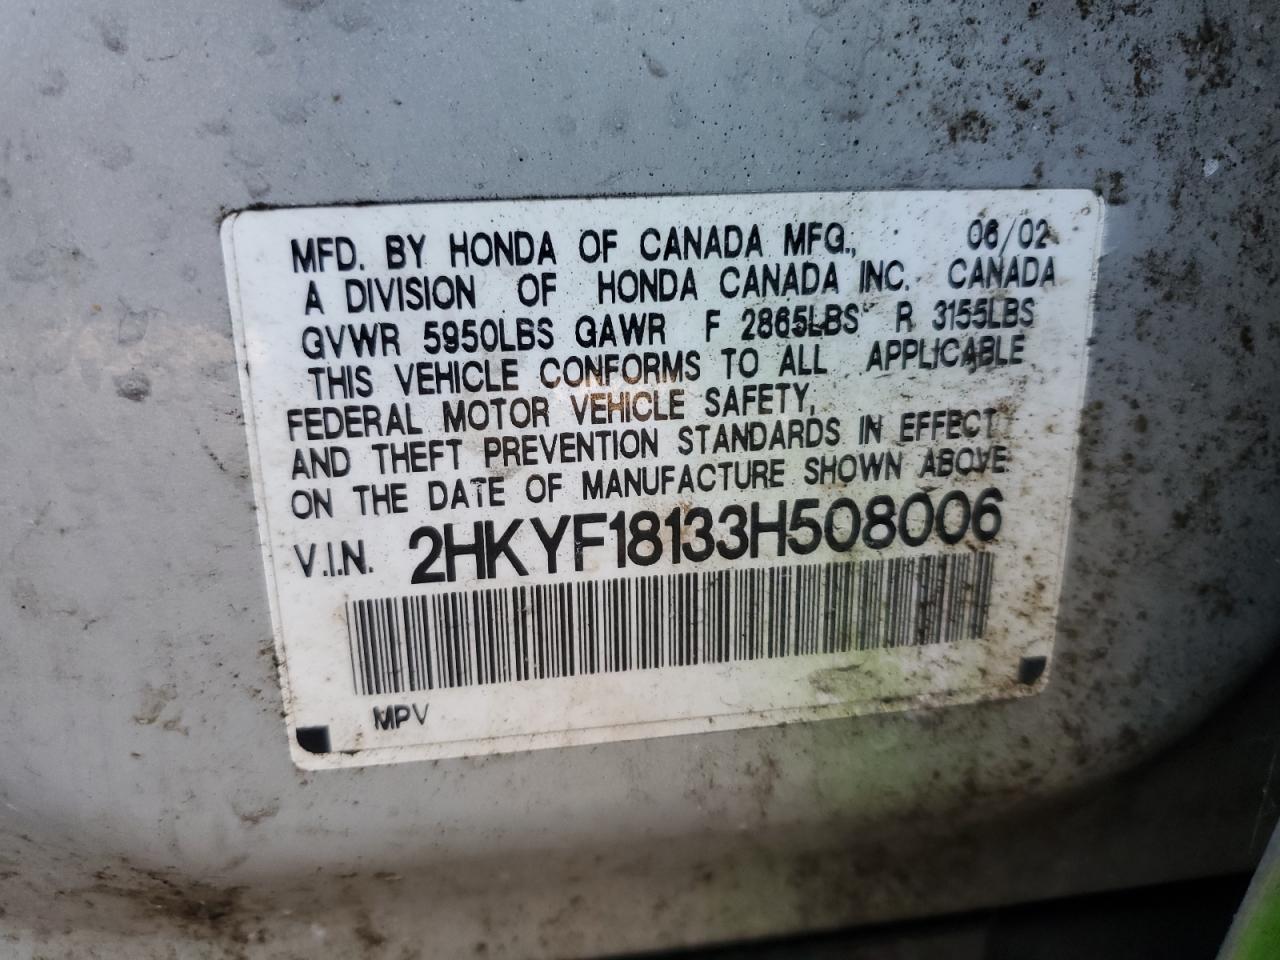 MFD. BY HONDA OF CANADA MFG., 06/02
A DIVISION OF HONDA CANADA INC. CANADA
GVWR 5950LBS GAWR F 2865LBS R 3155LBS
THIS VEHICLE CONFORMS TO ALL APPLICABLE
FEDERAL MOTOR VEHICLE SAFETY,
AND THEFT PREVENTION STANDARDS IN EFFECT
ON THE DATE OF MANUFACTURE SHOWN ABOVE.
V.I.N. 2HKYF18133H508006
MPV